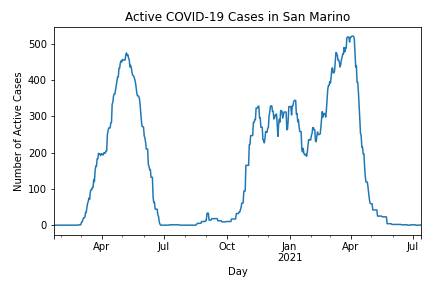 Active COVID-19 Cases in San Marino
Number of Active Cases
500
400
300
200
100
0
Apr
Jul
Oct
Jan
2021
Apr
Jul
Day